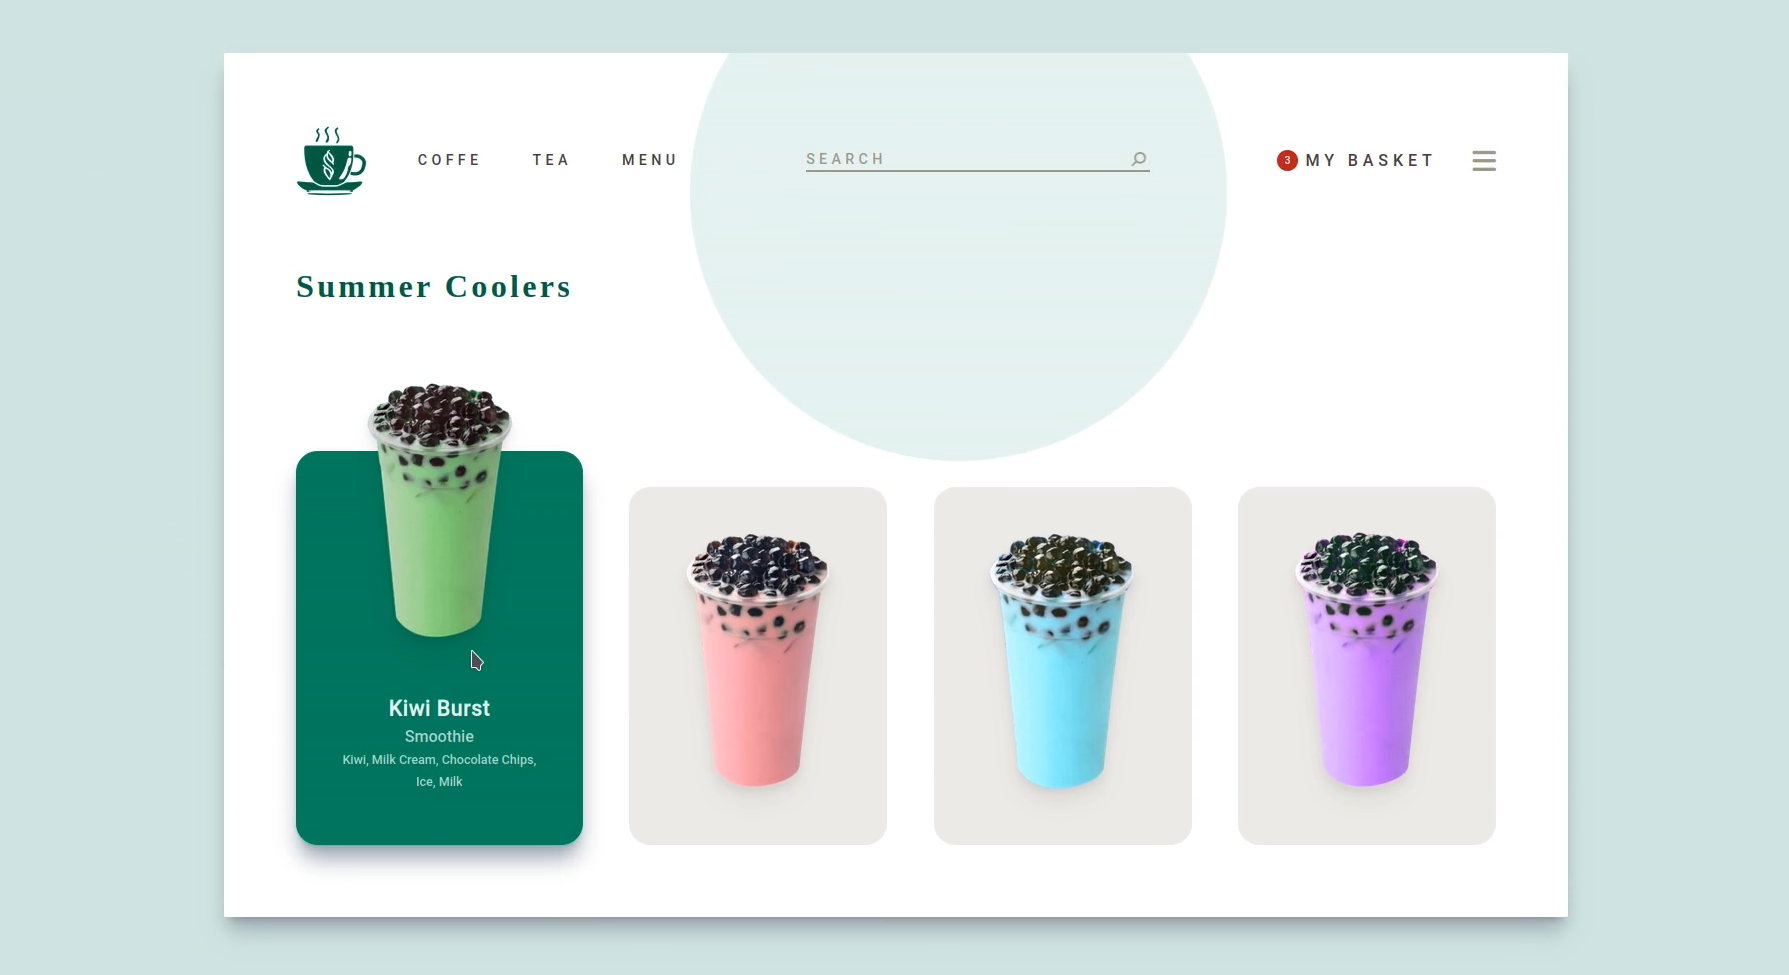 COFFE
TEA
MENU
SEARCH
3
MY BASKET
Summer Coolers
Kiwi Burst
Smoothie
Kiwi, Milk Cream, Chocolate Chips,
Ice, Milk